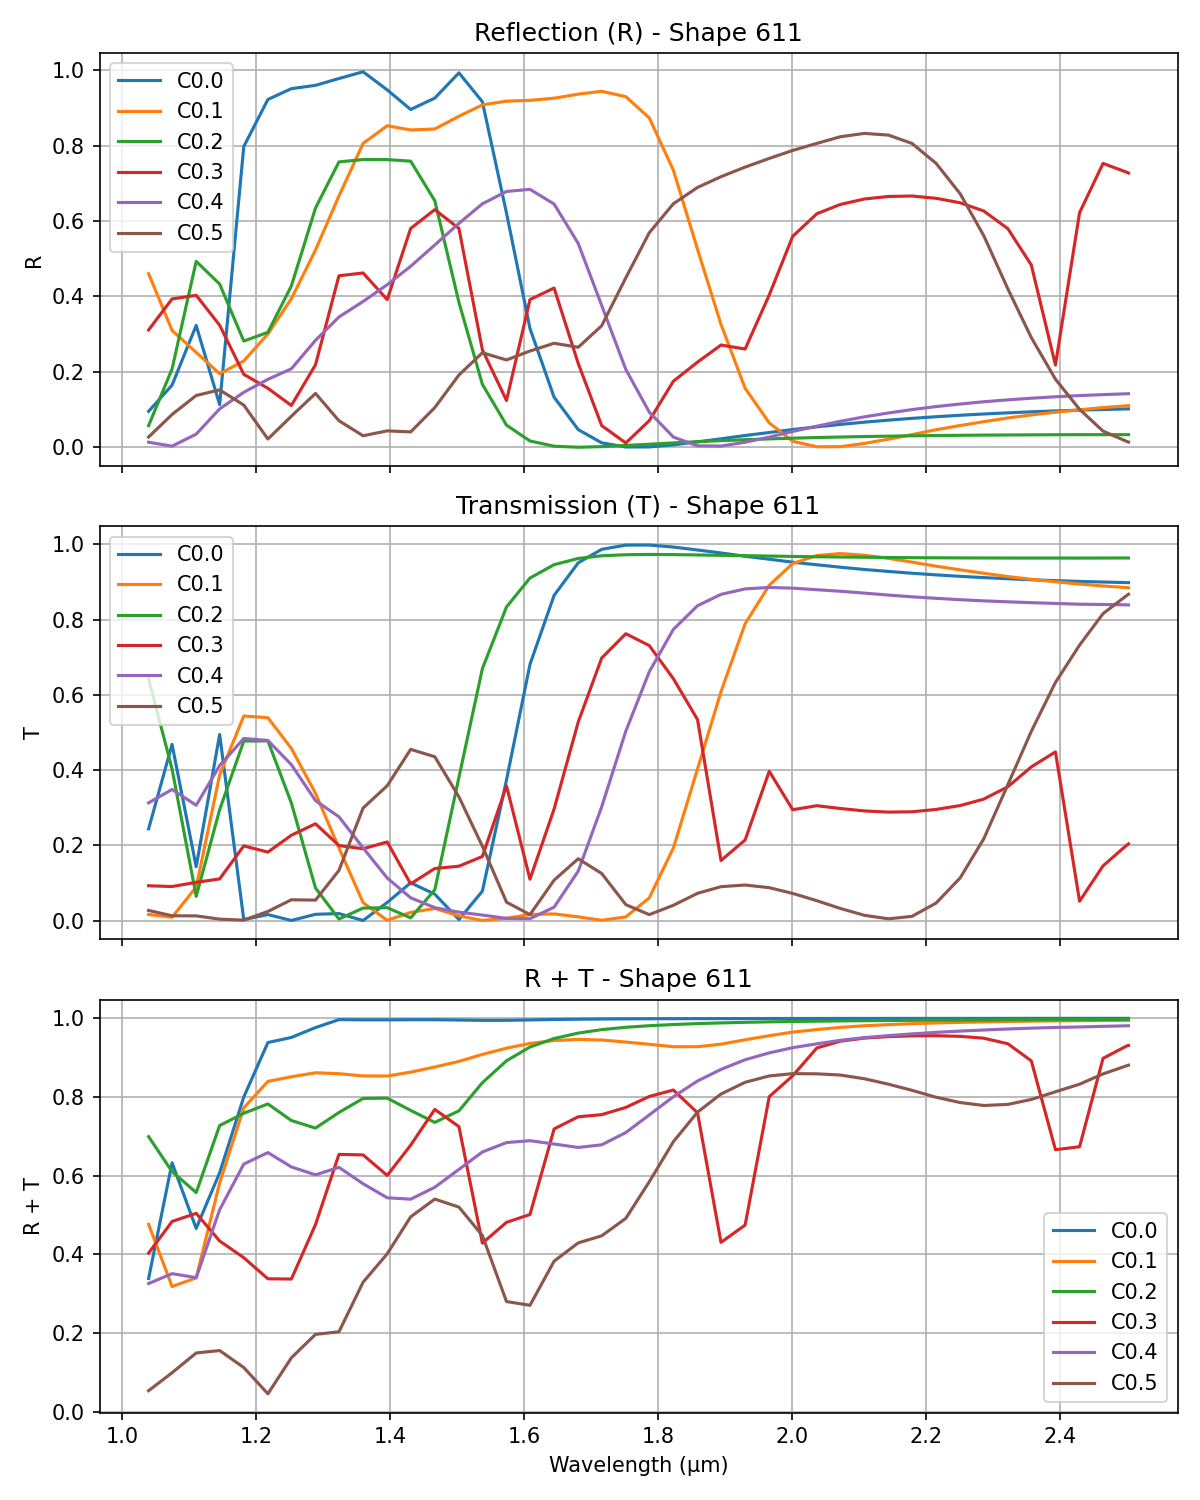 Reflection (R) - Shape 611
1.0
0.8
0.6
0.4
0.2
0.0
R
C0.0
C0.1
C0.2
C0.3
C0.4
C0.5
Transmission (T) - Shape 611
1.0
0.8
0.6
0.4
0.2
0.0
T
C0.0
C0.1
C0.2
C0.3
C0.4
C0.5
R + T - Shape 611
1.0
0.8
0.6
0.4
0.2
0.0
R + T
C0.0
C0.1
C0.2
C0.3
C0.4
C0.5
1.0 1.2 1.4 1.6 1.8 2.0 2.2 2.4
Wavelength (μm)